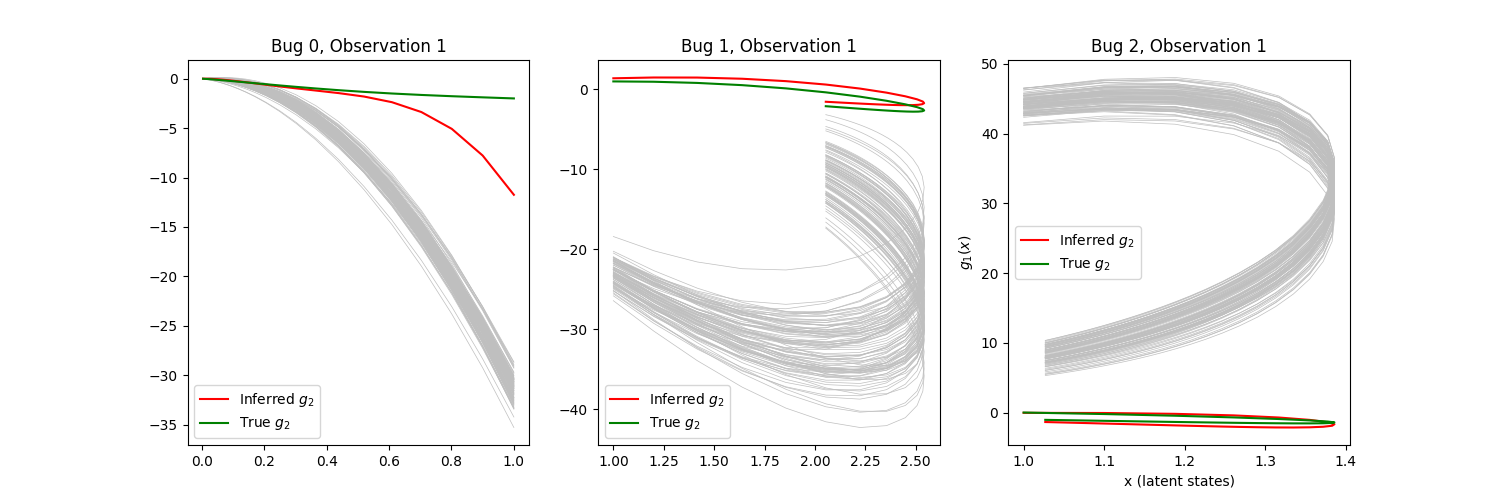 Bug 0, Observation 1
0
−5
−10
−15
−20
−25
−30
−35
Inferred g₂
True g₂
0.0 0.2 0.4 0.6 0.8 1.0
Bug 1, Observation 1
0
−10
−20
−30
−40
Inferred g₂
True g₂
1.00 1.25 1.50 1.75 2.00 2.25 2.50
Bug 2, Observation 1
50
40
30
20
10
0
g₁(x)
Inferred g₂
True g₂
1.0 1.1 1.2 1.3 1.4
x (latent states)